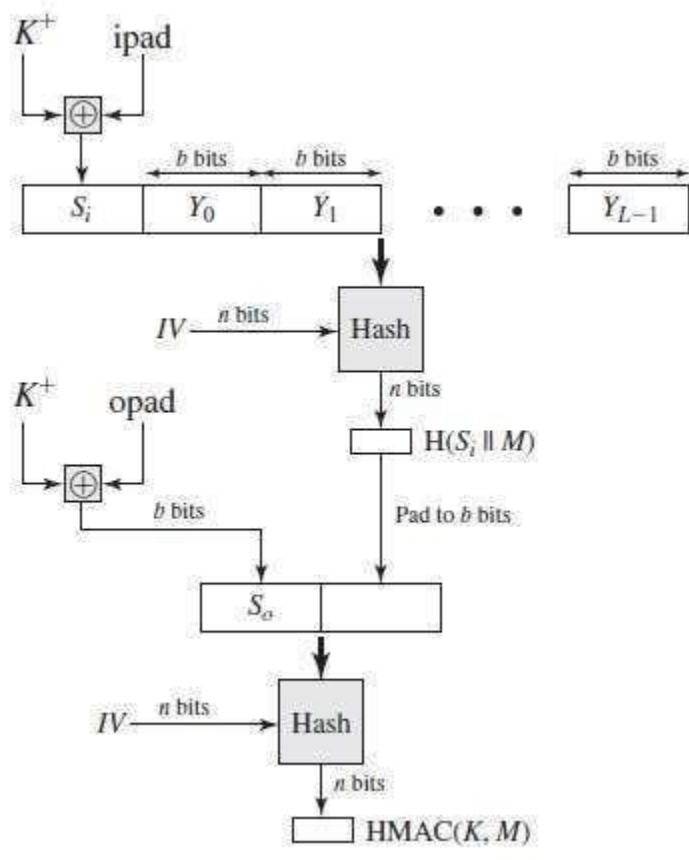 K⁺ ipad
⊕
b bits b bits b bits
Sᵢ Y₀ Y₁ • • • Y_{L−1}
IV n bits Hash
n bits
K⁺ opad
H(Sᵢ ‖ M)
⊕
b bits Pad to b bits
Sₒ
IV n bits Hash
n bits
HMAC(K, M)